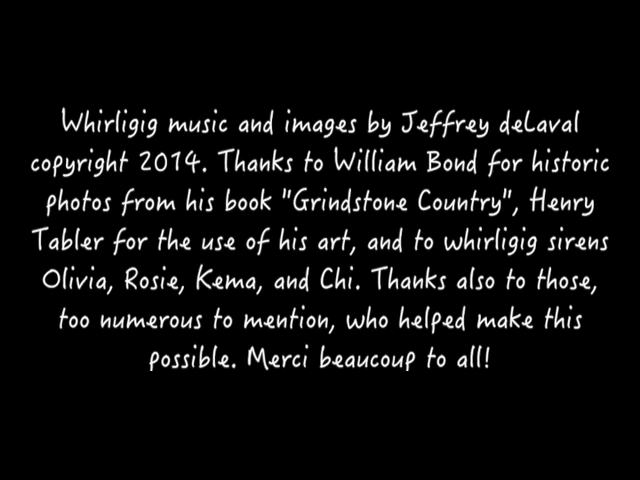 Whirligig music and images by Jeffrey deLaval
copyright 2014. Thanks to William Bond for historic
photos from his book "Grindstone Country", Henry
Tabler for the use of his art, and to whirligig sirens
Olivia, Rosie, Kema, and Chi. Thanks also to those,
too numerous to mention, who helped make this
possible. Merci beaucoup to all!